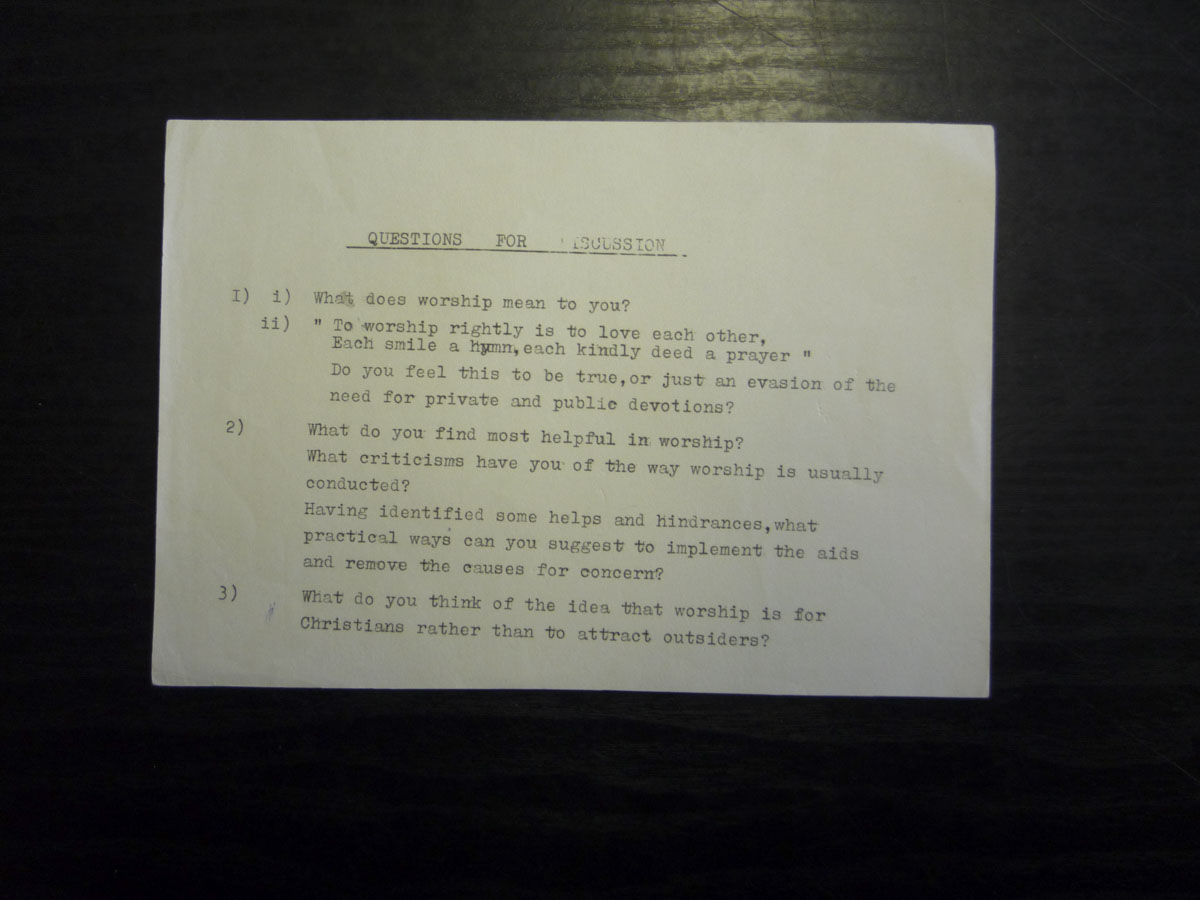 QUESTIONS FOR DISCUSSION
I) i) What does worship mean to you?
ii) " To worship rightly is to love each other,
Each smile a hymn,each kindly deed a prayer "
Do you feel this to be true,or just an evasion of the
need for private and public devotions?
2) What do you find most helpful in worship?
What criticisms have you of the way worship is usually
conducted?
Having identified some helps and hindrances,what
practical ways can you suggest to implement the aids
and remove the causes for concern?
3) What do you think of the idea that worship is for
Christians rather than to attract outsiders?